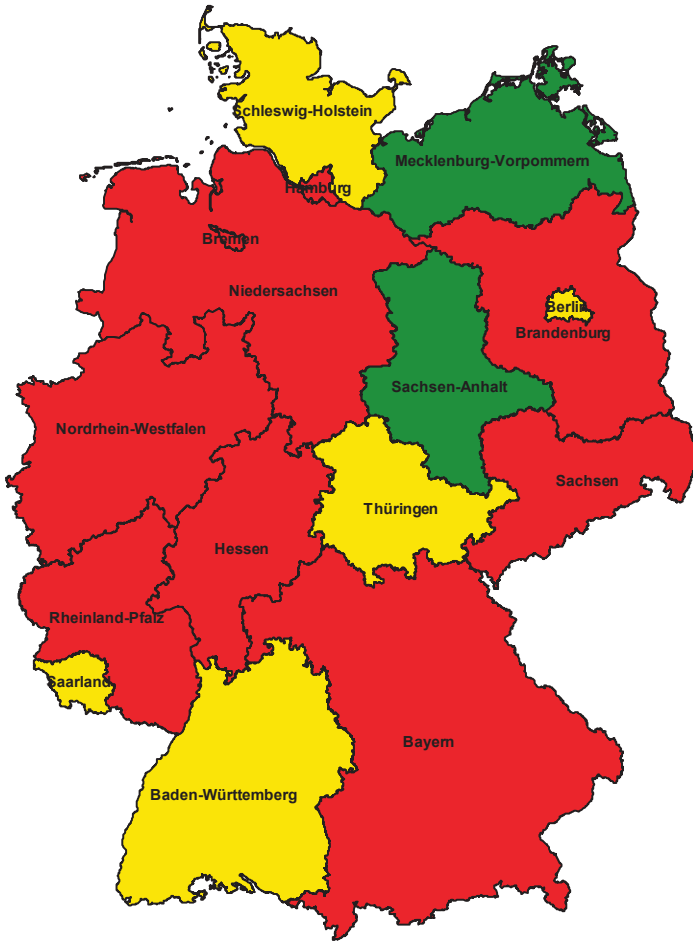 Schleswig-Holstein
Mecklenburg-Vorpommern
Hamburg
Bremen
Niedersachsen
Berlin
Brandenburg
Sachsen-Anhalt
Nordrhein-Westfalen
Sachsen
Thüringen
Hessen
Rheinland-Pfalz
Saarland
Bayern
Baden-Württemberg